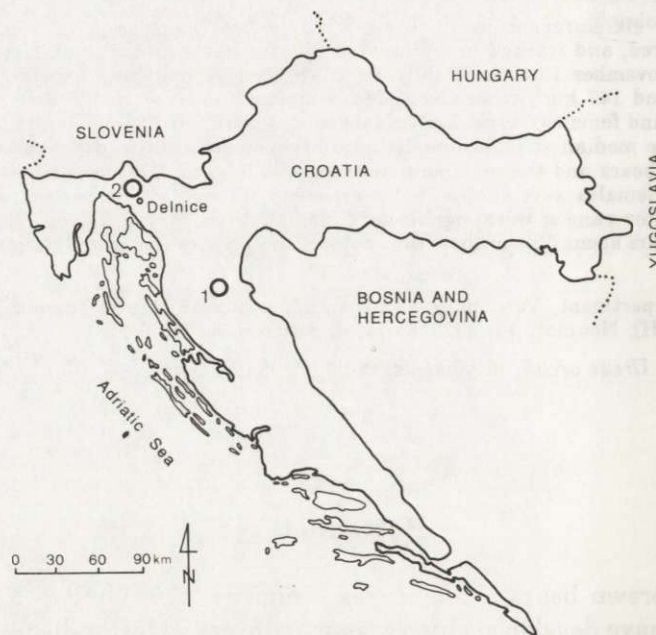 HUNGARY
SLOVENIA
CROATIA
2
Delnice
YUGOSLAVIA
1
BOSNIA AND
HERCEGOVINA
Adriatic Sea
0 30 60 90 km
N